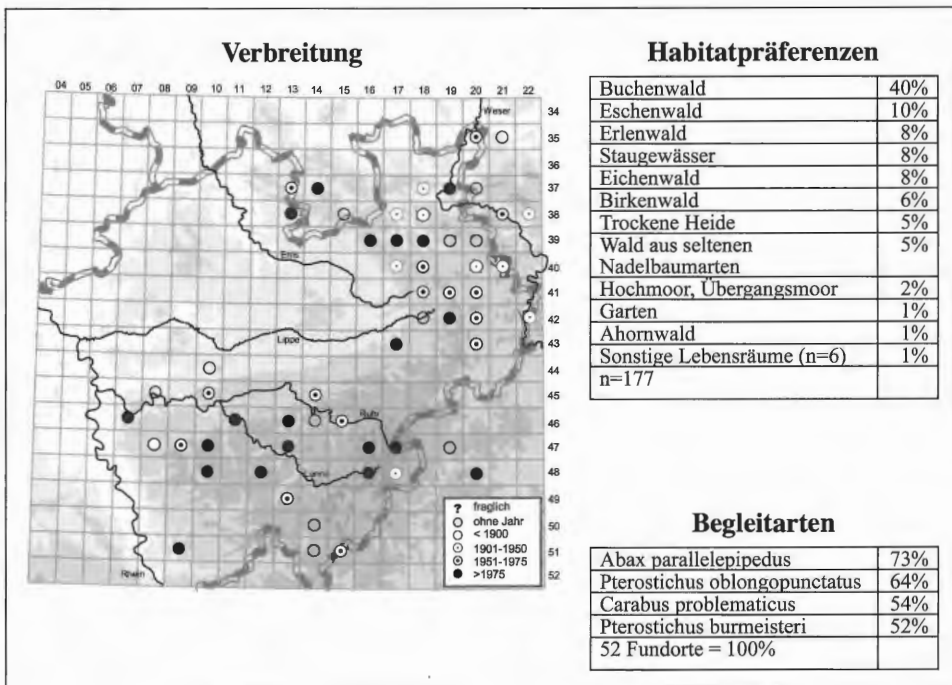 Verbreitung
04 05 06 07 08 09 10 11 12 13 14 15 16 17 18 19 20 21 22
34
35
36
37
38
39
40
41
42
43
44
45
46
47
48
49
50
51
52
Weser
Ems
Lippe
Ruhr
Lenne
Rhein
? fraglich
ohne Jahr
< 1900
1901-1950
1951-1975
>1975
Habitatpräferenzen
Buchenwald 40%
Eschenwald 10%
Erlenwald 8%
Staugewässer 8%
Eichenwald 8%
Birkenwald 6%
Trockene Heide 5%
Wald aus seltenen 5%
Nadelbaumarten
Hochmoor, Übergangsmoor 2%
Garten 1%
Ahornwald 1%
Sonstige Lebensräume (n=6) 1%
n=177
Begleitarten
Abax parallelepipedus 73%
Pterostichus oblongopunctatus 64%
Carabus problematicus 54%
Pterostichus burmeisteri 52%
52 Fundorte = 100%